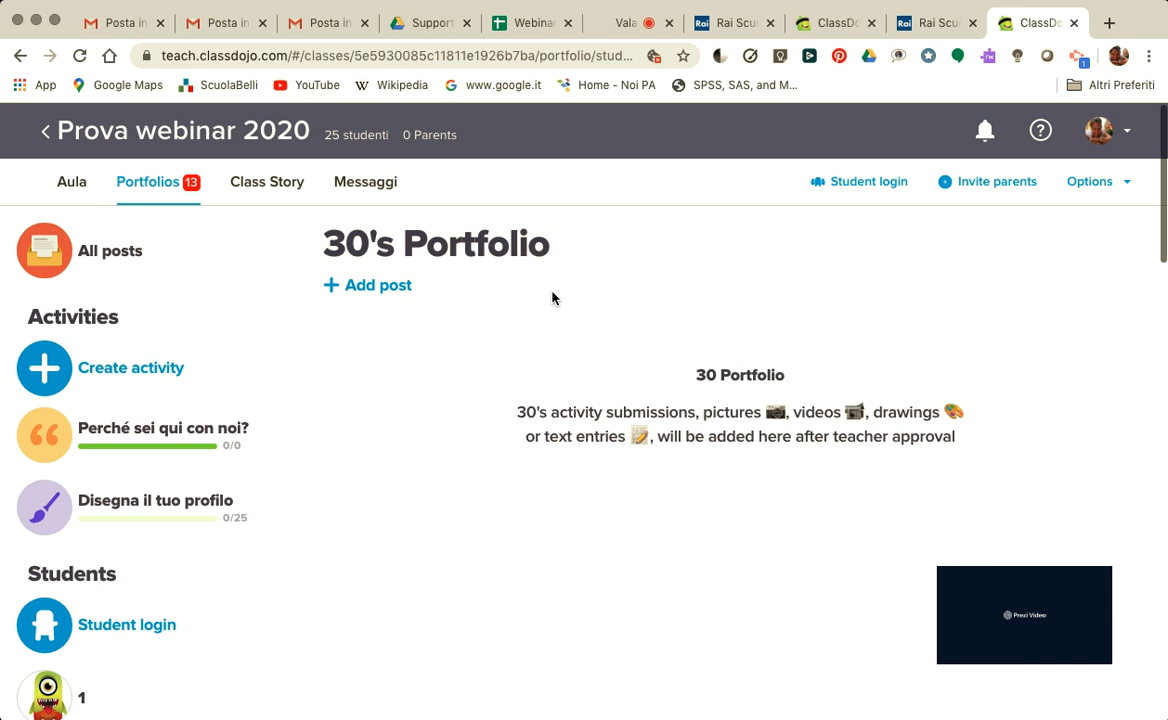 Posta in
Posta in
Posta in
Support
Webinar
Vala
Rai Scu
ClassDo
Rai Scu
ClassDo
teach.classdojo.com/#/classes/5e5930085c11811e1926b7ba/portfolio/stud...
1
App
Google Maps
ScuolaBelli
YouTube
Wikipedia
www.google.it
Home - Noi PA
SPSS, SAS, and M...
Altri Preferiti
Prova webinar 2020
25 studenti
0 Parents
Aula
Portfolios 13
Class Story
Messaggi
Student login
Invite parents
Options
All posts
30's Portfolio
+ Add post
Activities
Create activity
Perché sei qui con noi?
0/0
Disegna il tuo profilo
0/25
Students
Student login
1
30 Portfolio
30's activity submissions, pictures 📷, videos 📹, drawings 🎨
or text entries 📝, will be added here after teacher approval
Prezi Video